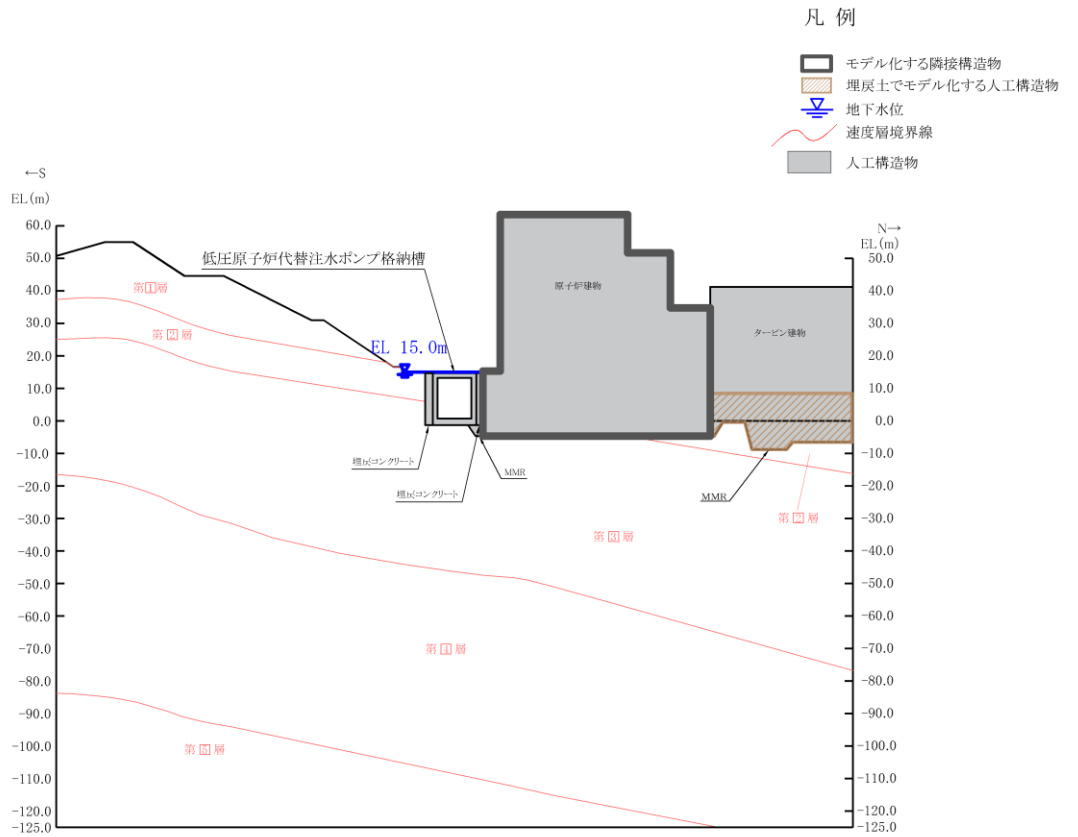 凡 例
モデル化する隣接構造物
埋戻土でモデル化する人工構造物
地下水位
速度層境界線
人工構造物
←S
EL(m)
60.0
50.0
40.0
30.0
20.0
10.0
0.0
-10.0
-20.0
-30.0
-40.0
-50.0
-60.0
-70.0
-80.0
-90.0
-100.0
-110.0
-120.0
-125.0
N→
EL(m)
50.0
40.0
30.0
20.0
10.0
0.0
-10.0
-20.0
-30.0
-40.0
-50.0
-60.0
-70.0
-80.0
-90.0
-100.0
-110.0
-120.0
-125.0
低圧原子炉代替注水ポンプ格納槽
原子炉建物
タービン建物
第1層
第2層
EL 15.0m
埋戻コンクリート
埋戻コンクリート
MMR
MMR
第2層
第3層
第4層
第5層